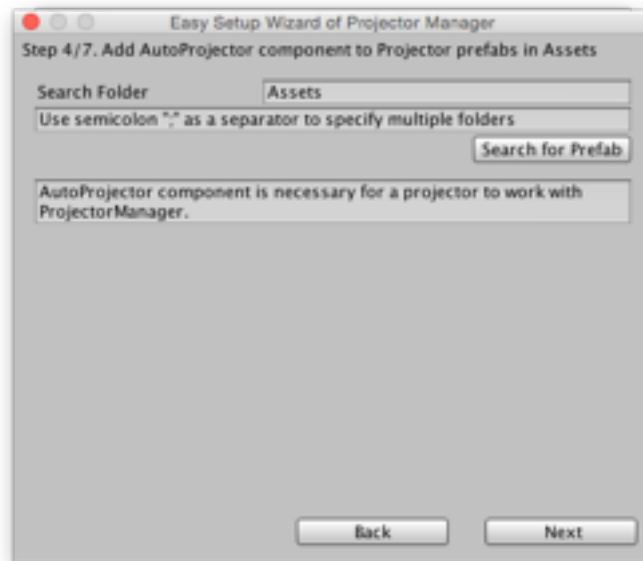 Easy Setup Wizard of Projector Manager
Step 4/7. Add AutoProjector component to Projector prefabs in Assets
Search Folder Assets
Use semicolon ";" as a separator to specify multiple folders
Search for Prefab
AutoProjector component is necessary for a projector to work with
ProjectorManager.
Back Next